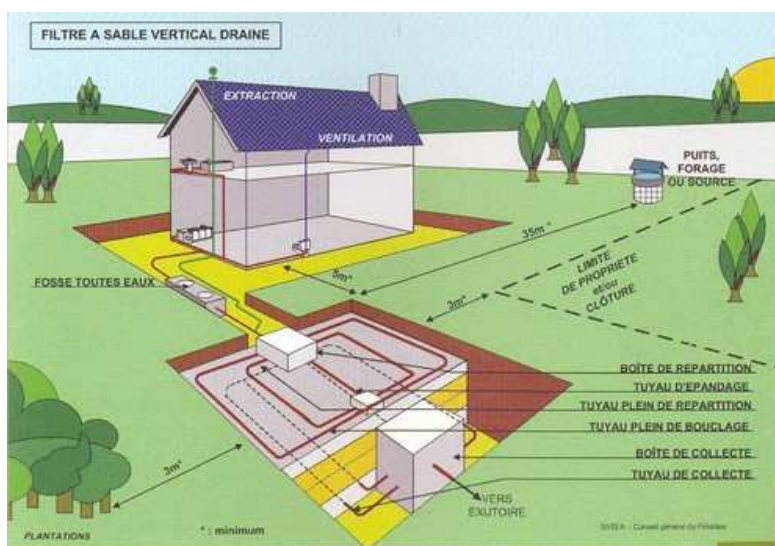 FILTRE A SABLE VERTICAL DRAINE
EXTRACTION
VENTILATION
PUITS,
FORAGE
OU SOURCE
35m*
5m*
LIMITE
DE PROPRIETE
et/ou
CLÔTURE
3m*
FOSSE TOUTES EAUX
BOÎTE DE REPARTITION
TUYAU D'EPANDAGE
TUYAU PLEIN DE REPARTITION
TUYAU PLEIN DE BOUCLAGE
BOÎTE DE COLLECTE
TUYAU DE COLLECTE
3m*
VERS
EXUTOIRE
PLANTATIONS
* : minimum
Conseil général du Finistère